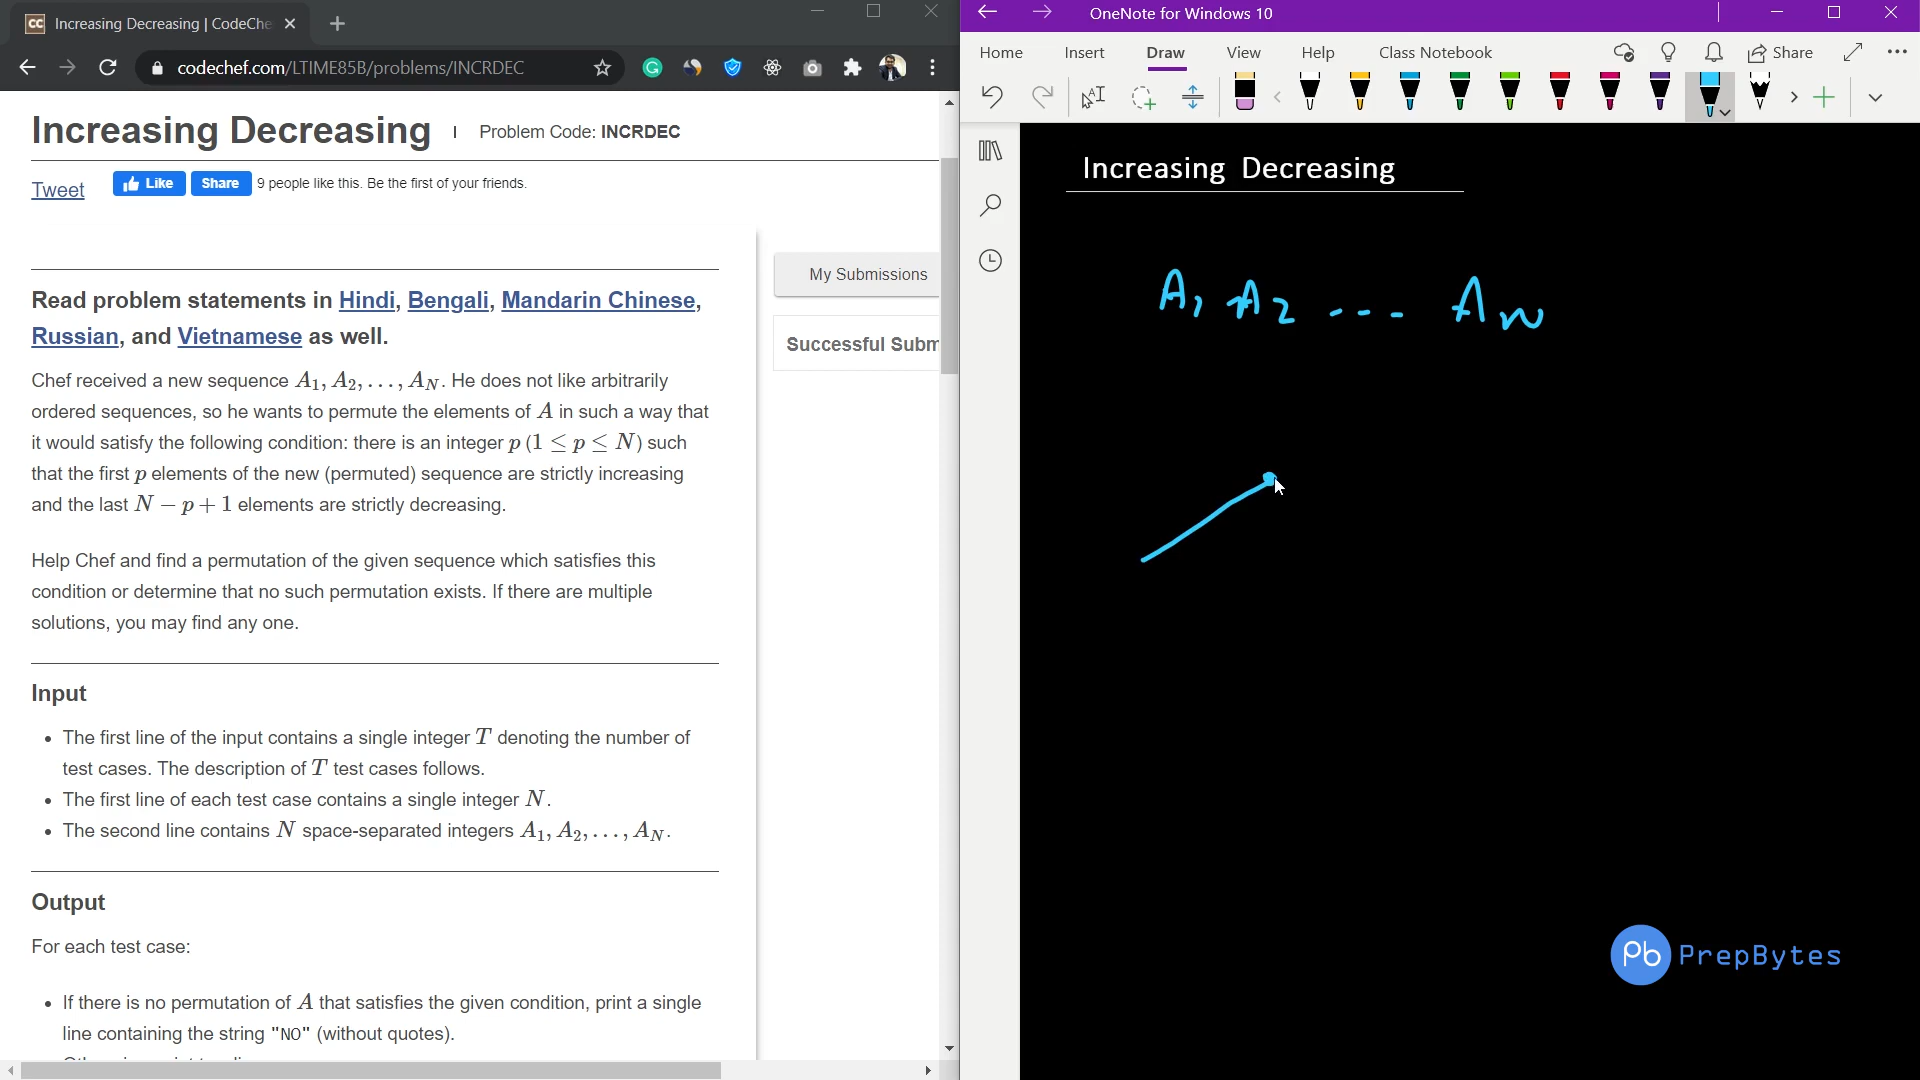 Increasing Decreasing | CodeChe
codechef.com/LTIME85B/problems/INCRDEC
Increasing Decreasing | Problem Code: INCRDEC
Tweet Like Share 9 people like this. Be the first of your friends.
My Submissions
Successful Subm
Read problem statements in Hindi, Bengali, Mandarin Chinese,
Russian, and Vietnamese as well.
Chef received a new sequence A1, A2, . . . , AN. He does not like arbitrarily
ordered sequences, so he wants to permute the elements of A in such a way that
it would satisfy the following condition: there is an integer p (1 ≤ p ≤ N) such
that the first p elements of the new (permuted) sequence are strictly increasing
and the last N − p + 1 elements are strictly decreasing.
Help Chef and find a permutation of the given sequence which satisfies this
condition or determine that no such permutation exists. If there are multiple
solutions, you may find any one.
Input
• The first line of the input contains a single integer T denoting the number of
test cases. The description of T test cases follows.
• The first line of each test case contains a single integer N.
• The second line contains N space-separated integers A1, A2, . . . , AN.
Output
For each test case:
• If there is no permutation of A that satisfies the given condition, print a single
line containing the string "NO" (without quotes).
OneNote for Windows 10
Home Insert Draw View Help Class Notebook Share
Increasing Decreasing
A1 A2 --- AN
Pb PrepBytes